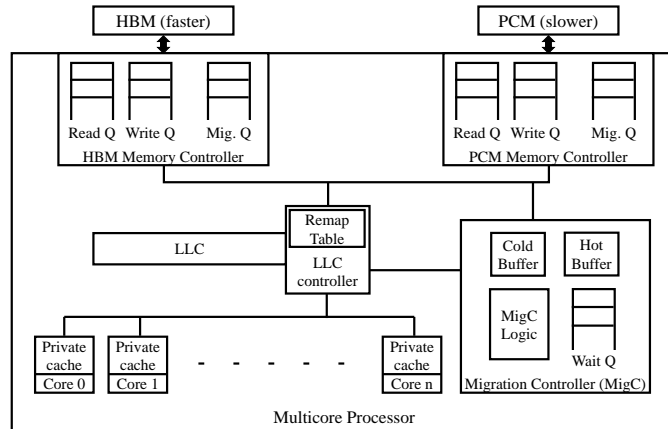 HBM (faster)
PCM (slower)
Read Q Write Q Mig. Q
HBM Memory Controller
Read Q Write Q Mig. Q
PCM Memory Controller
Remap
Table
LLC
LLC
controller
Cold
Buffer
Hot
Buffer
MigC
Logic
Wait Q
Migration Controller (MigC)
Private
cache
Core 0
Private
cache
Core 1
- - - - -
Private
cache
Core n
Multicore Processor